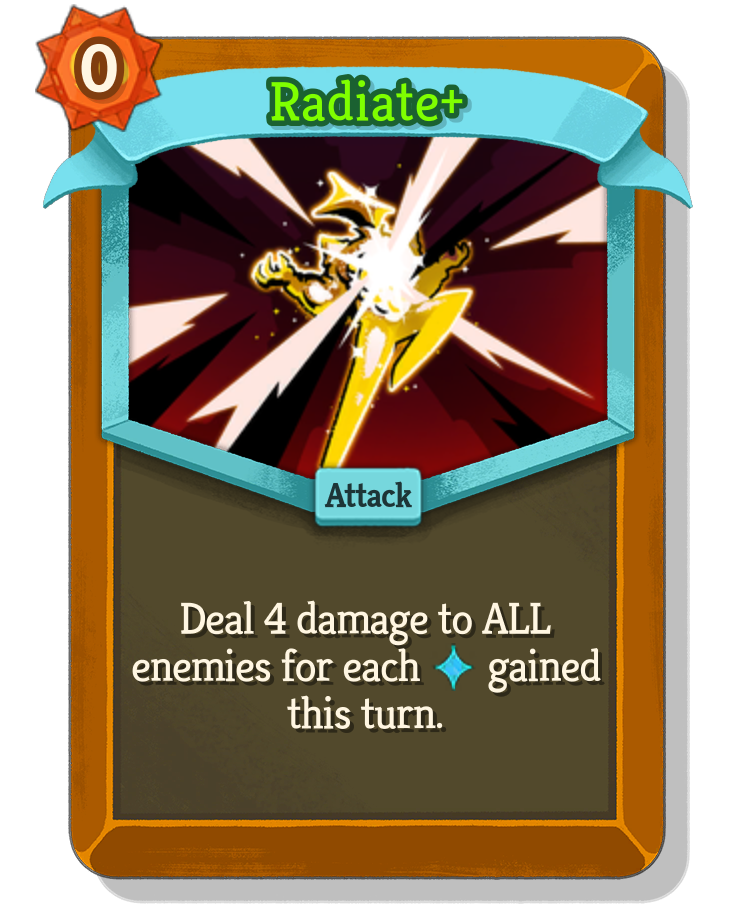 0
Radiate+
Attack
Deal 4 damage to ALL
enemies for each gained
this turn.